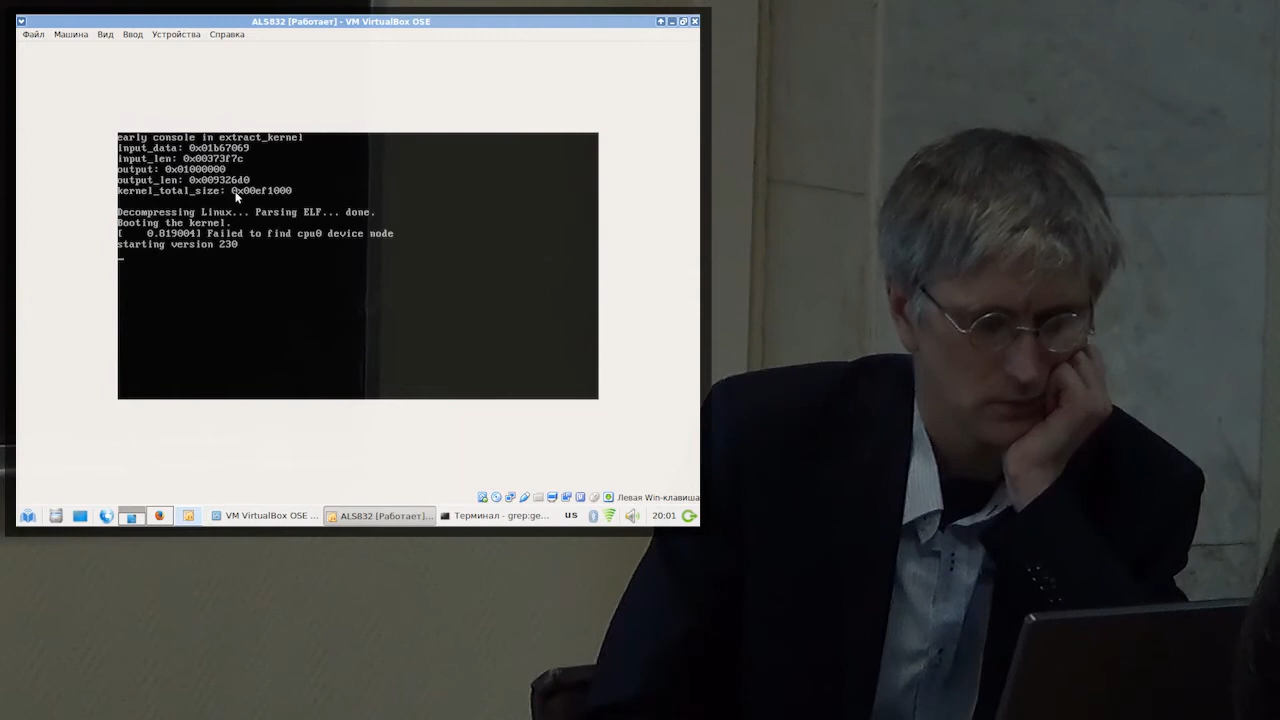 ALS832 [Работает] - VM VirtualBox OSE
Файл Машина Вид Ввод Устройства Справка
early console in extract_kernel
input_data: 0x01b67069
input_len: 0x00373f7c
output: 0x01000000
output_len: 0x009326d0
kernel_total_size: 0x00ef1000
Decompressing Linux... Parsing ELF... done.
Booting the kernel.
[    0.819004] Failed to find cpu0 device node
starting version 230
Левая Win-клавиша
VM VirtualBox OSE ... ALS832 [Работает]... Терминал - grep:ge... us 20:01